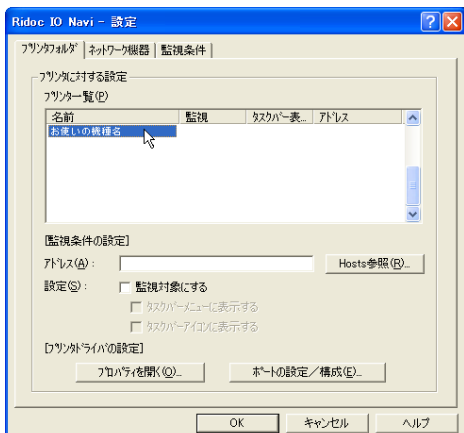 Ridoc IO Navi - 設定
プリンタフォルダ ネットワーク機器 監視条件
プリンタに対する設定
プリンター覧(P)
名前 監視 タスクバー表... アドレス
お使いの機種名
[監視条件の設定]
アドレス(A): Hosts参照(R)...
設定(S): 監視対象にする
タスクバーメニューに表示する
タスクバーアイコンに表示する
[プリンタドライバの設定]
プロパティを開く(O)... ポートの設定/構成(E)...
OK キャンセル ヘルプ